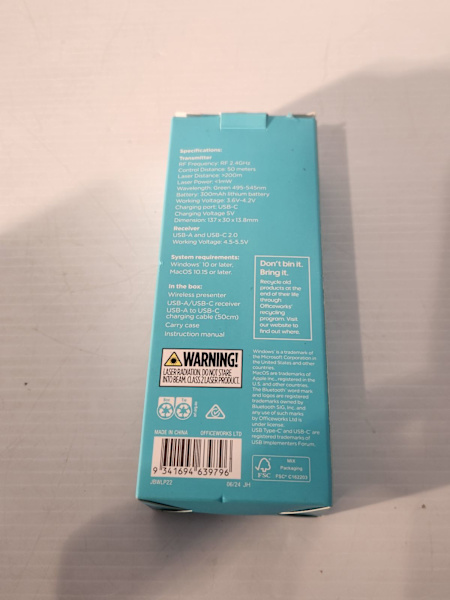 Specifications:
Transmitter
RF Frequency: RF 2.4GHz
Control Distance: 50 meters
Laser Distance: >200m
Laser Power: <1mW
Wavelength: Green 495-545nm
Battery: 300mAh lithium battery
Working Voltage: 3.6V-4.2V
Charging port: USB-C
Charging Voltage 5V
Dimension: 137 x 30 x 13.8mm
Receiver
USB-A and USB-C 2.0
Working Voltage: 4.5-5.5V
System requirements:
Windows® 10 or later,
MacOS 10.15 or later.
In the box:
Wireless presenter
USB-A/USB-C receiver
USB-A to USB-C
charging cable (50cm)
Carry case
Instruction manual
Don't bin it.
Bring it.
Recycle old
products at the
end of their life
through
Officeworks'
recycling
program. Visit
our website to
find out where.
WARNING!
LASER RADIATION. DO NOT STARE
INTO BEAM. CLASS 2 LASER PRODUCT.
Windows® is a trademark of
the Microsoft Corporation in
the United States and other
countries.
MacOS are trademarks of
Apple Inc., registered in the
U.S. and other countries.
The Bluetooth® word mark
and logos are registered
trademarks owned by
Bluetooth SIG, Inc. and
any use of such marks
by Officeworks Ltd is
under license.
USB Type-C® and USB-C® are
registered trademarks of
USB Implementers Forum.
MADE IN CHINA OFFICEWORKS LTD
9 341694 639796
JBWLP22 06/24 JH
FSC
MIX
Packaging